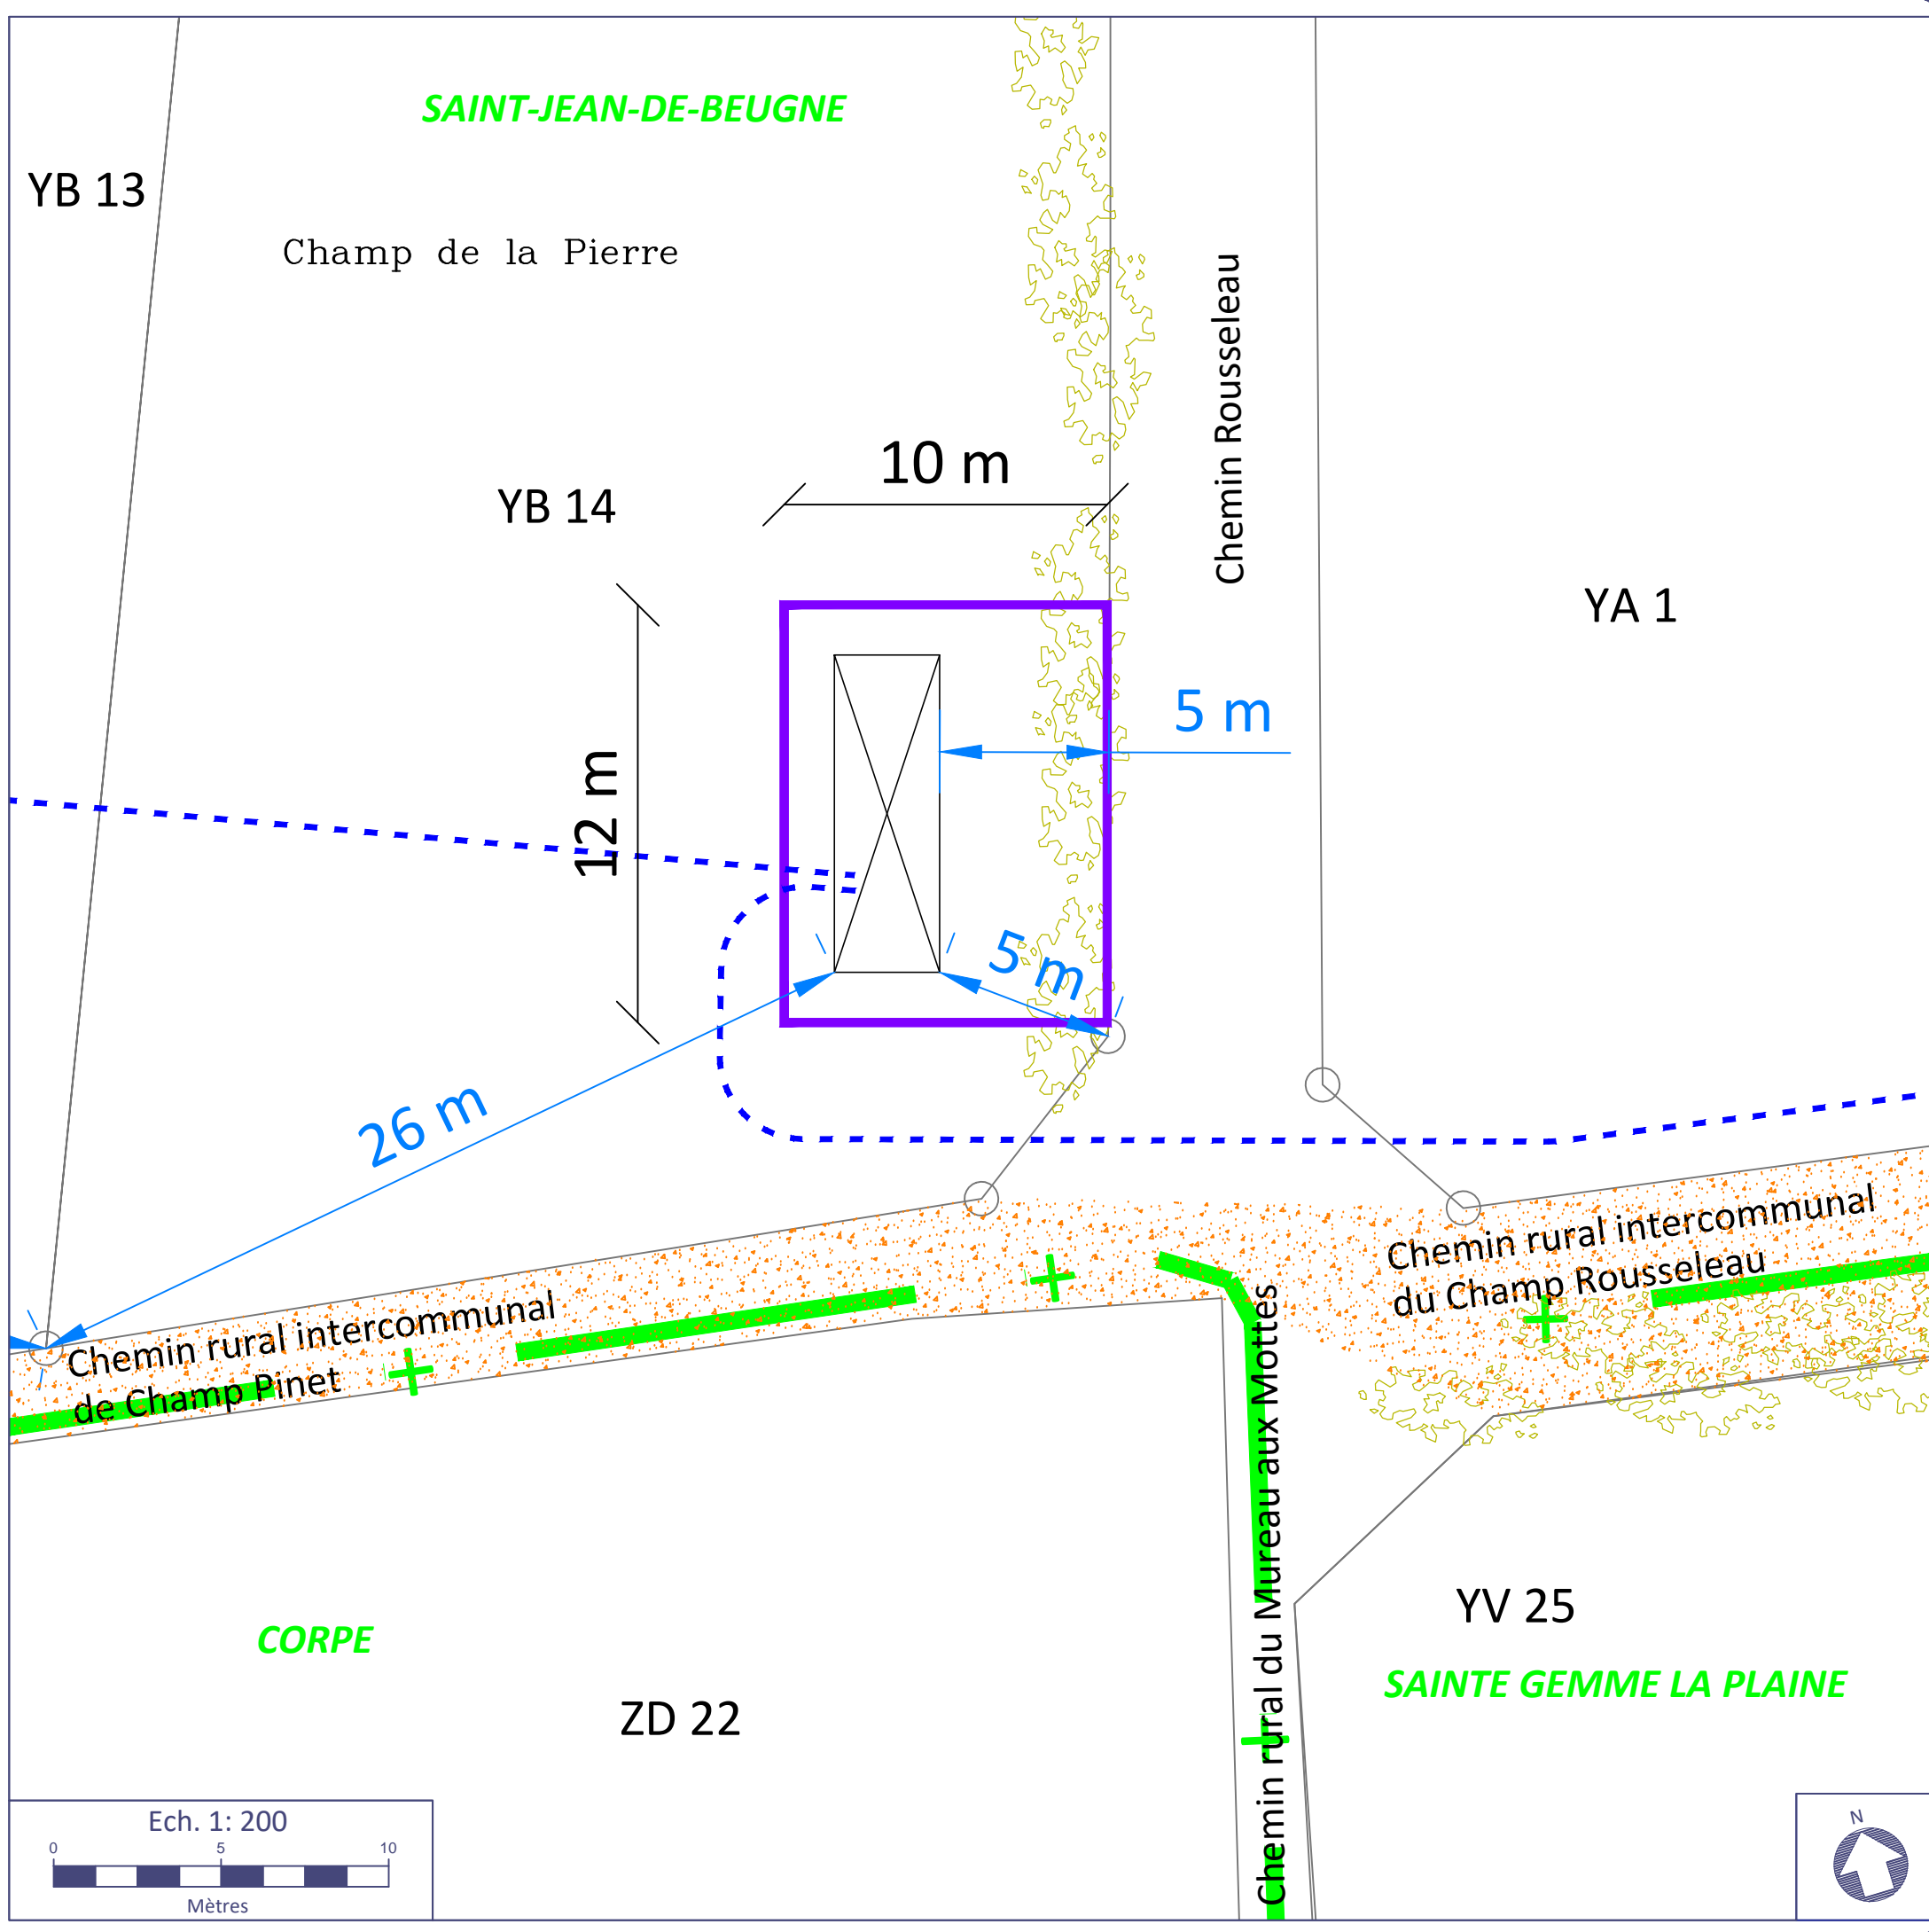 SAINT-JEAN-DE-BEUGNE
YB 13
Champ de la Pierre
Chemin Rousseleau
10 m
YB 14
YA 1
5 m
12 m
5 m
26 m
Chemin rural intercommunal
du Champ Rousseleau
Chemin rural intercommunal
de Champ Pinet
Chemin rural du Mureau aux Mottes
YV 25
CORPE
SAINTE GEMME LA PLAINE
ZD 22
Ech. 1: 200
0 5 10
Mètres
N